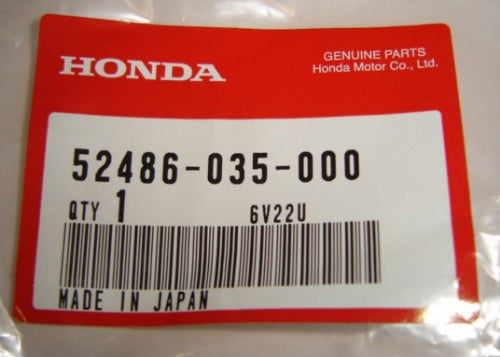 HONDA
GENUINE PARTS
Honda Motor Co., Ltd.
52486-035-000
QTY 1 6V22U
MADE IN JAPAN